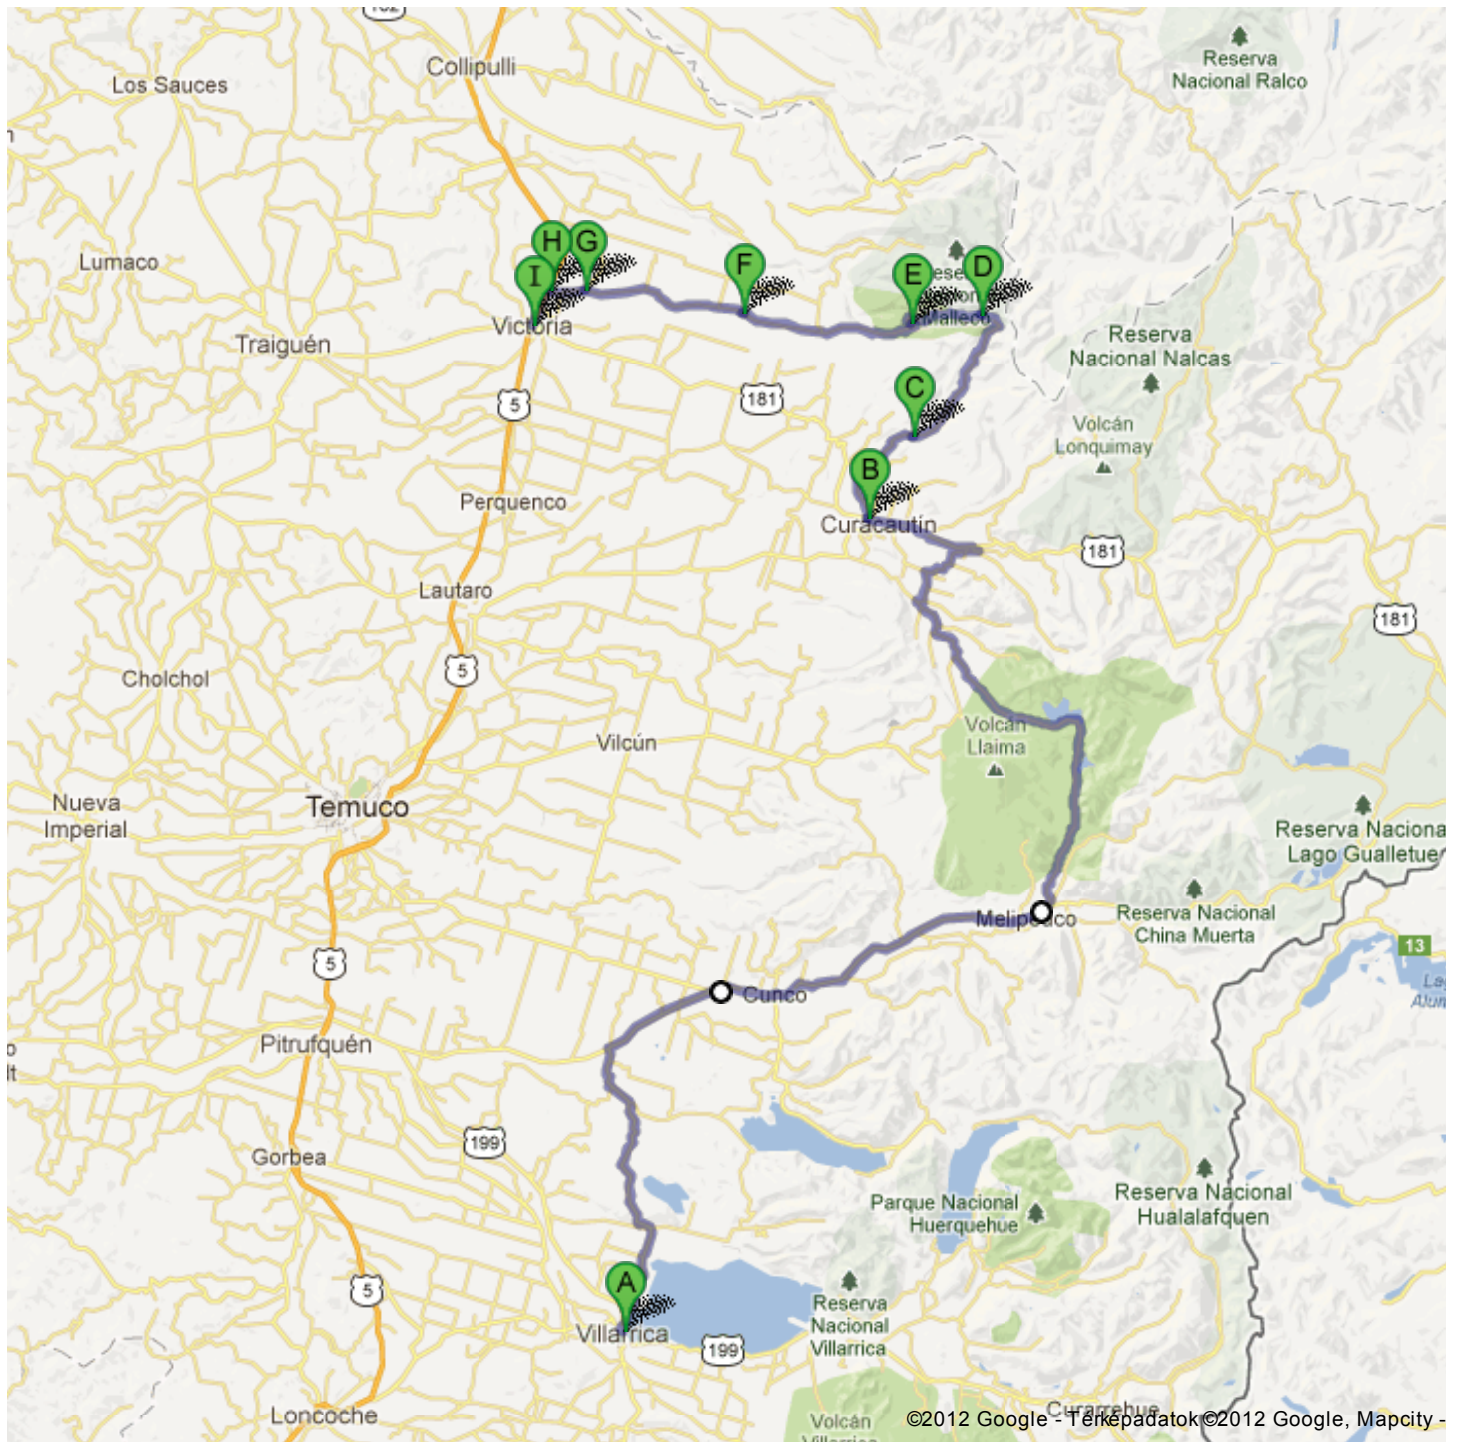 Collipulli
Los Sauces
Reserva
Nacional Ralco
Lumaco
H
G
I
F
E
D
Malleco
Victoria
Traiguén
Reserva
Nacional Nalcas
5
181
C
Volcán
Lonquimay
B
Perquenco
Curacautín
181
Lautaro
181
5
Cholchol
Vilcún
Volcán
Llaima
Nueva
Imperial
Temuco
Reserva Naciona
Lago Gualletue
Melipeuco
Reserva Nacional
China Muerta
13
5
Cunco
Pitrufquén
199
Gorbea
Parque Nacional
Huerquehue
Reserva Nacional
Hualalafquen
5
A
Reserva
Nacional
Villarrica
Villarrica
199
Loncoche
Curarrehue
Volcán
©2012 Google - Térképadatok ©2012 Google, Mapcity -